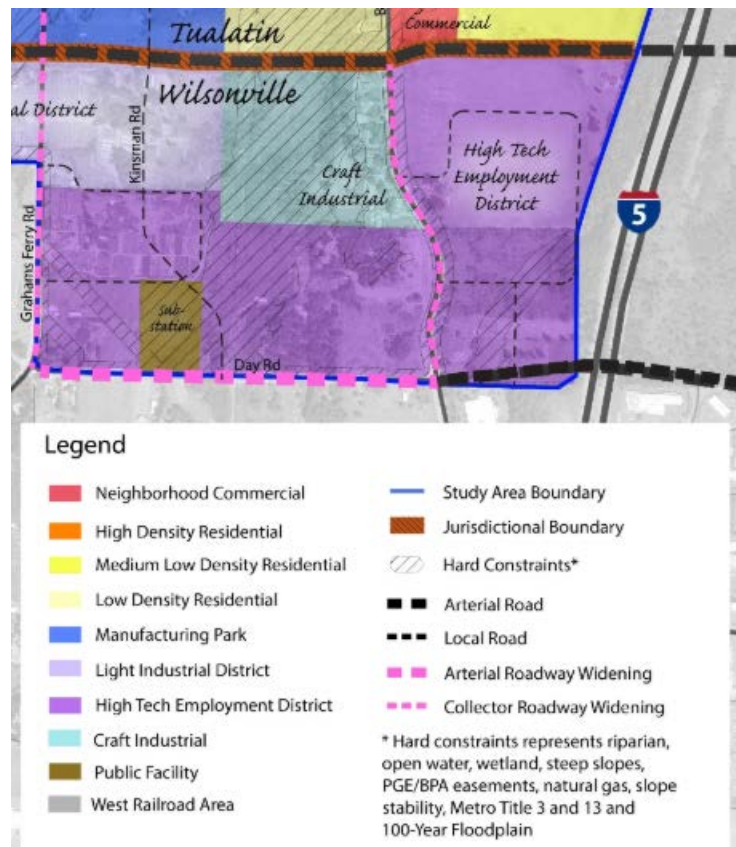 Commercial
Tualatin
Wilsonville
al District
Kinsman Rd
Craft
Industrial
High Tech
Employment
District
5
Grahams Ferry Rd
Sub-
station
Day Rd
Legend
Neighborhood Commercial
High Density Residential
Medium Low Density Residential
Low Density Residential
Manufacturing Park
Light Industrial District
High Tech Employment District
Craft Industrial
Public Facility
West Railroad Area
Study Area Boundary
Jurisdictional Boundary
Hard Constraints*
Arterial Road
Local Road
Arterial Roadway Widening
Collector Roadway Widening
* Hard constraints represents riparian,
open water, wetland, steep slopes,
PGE/BPA easements, natural gas, slope
stability, Metro Title 3 and 13 and
100-Year Floodplain